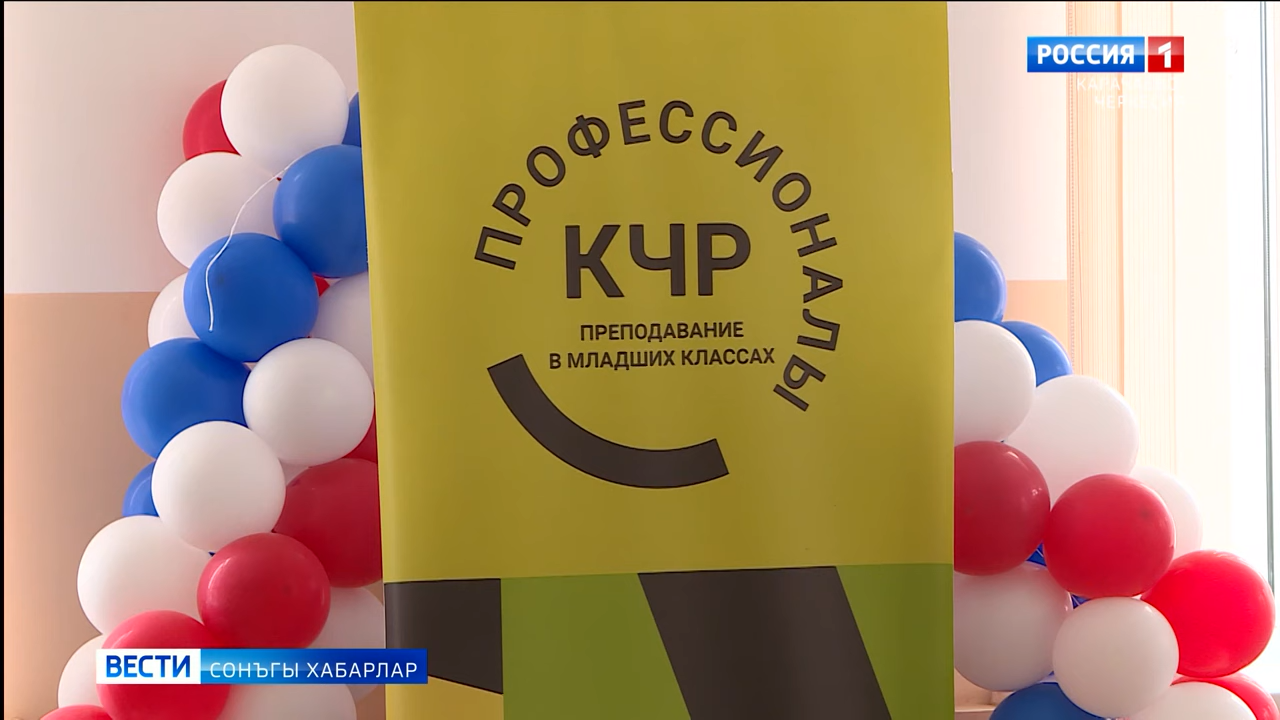 РОССИЯ 1
ПРОФЕССИОНАЛЫ
КЧР
ПРЕПОДАВАНИЕ
В МЛАДШИХ КЛАССАХ
ВЕСТИ СОНЪГЫ ХАБАРЛАР